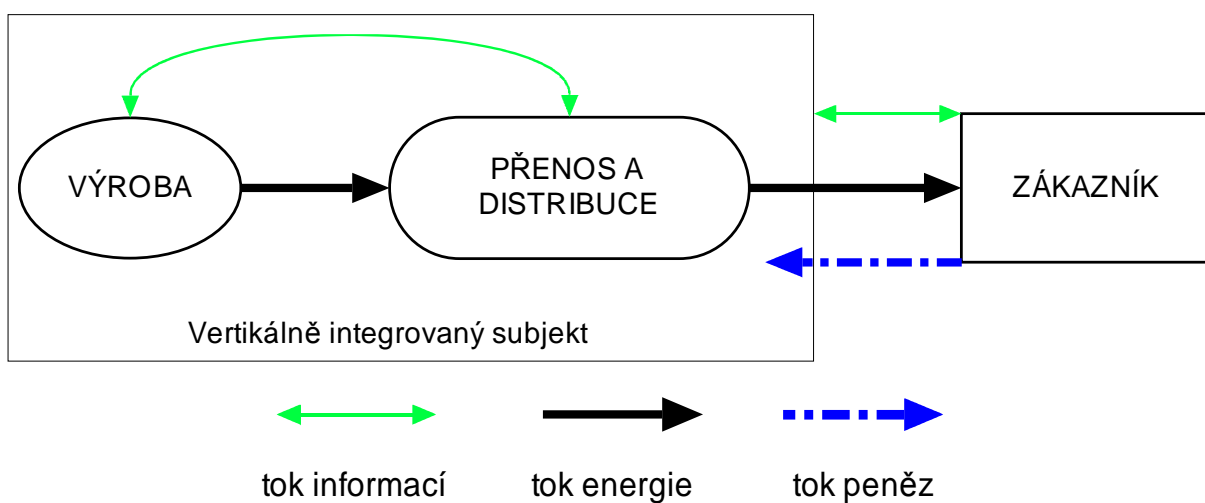 VÝROBA
PŘENOS A
DISTRIBUCE
ZÁKAZNÍK
Vertikálně integrovaný subjekt
tok informací
tok energie
tok peněz